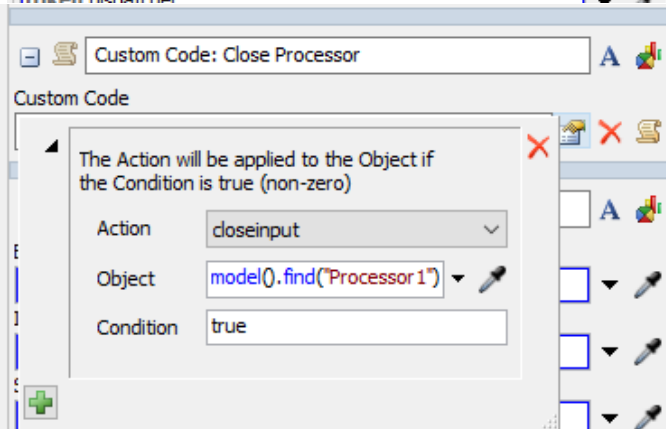 Custom Code: Close Processor
A
Custom Code
The Action will be applied to the Object if
the Condition is true (non-zero)
A
Action
closeinput
Object
model().find("Processor1")
Condition
true